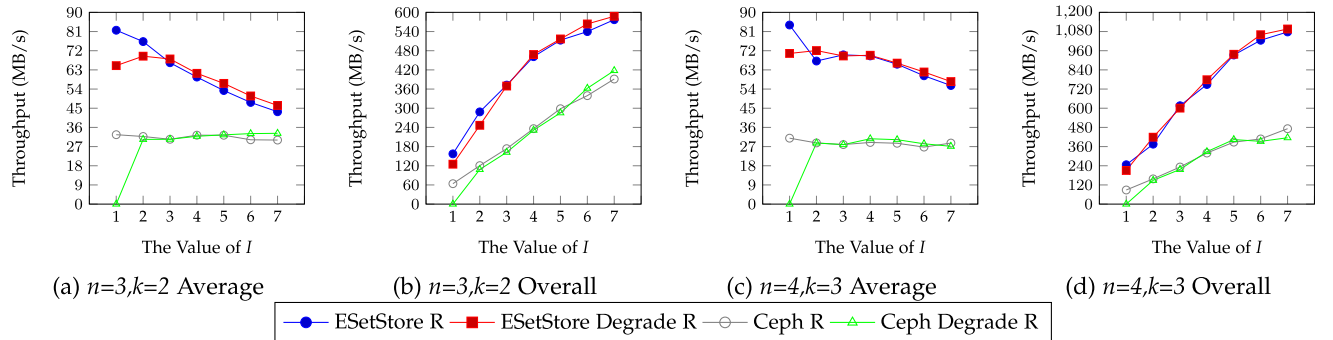 Throughput (MB/s)
90
81
72
63
54
45
36
27
18
9
0
1 2 3 4 5 6 7
The Value of I
(a) n=3,k=2 Average
Throughput (MB/s)
600
540
480
420
360
300
240
180
120
60
0
1 2 3 4 5 6 7
The Value of I
(b) n=3,k=2 Overall
Throughput (MB/s)
90
81
72
63
54
45
36
27
18
9
0
1 2 3 4 5 6 7
The Value of I
(c) n=4,k=3 Average
Throughput (MB/s)
1,200
1,080
960
840
720
600
480
360
240
120
0
1 2 3 4 5 6 7
The Value of I
(d) n=4,k=3 Overall
ESetStore R ESetStore Degrade R Ceph R Ceph Degrade R